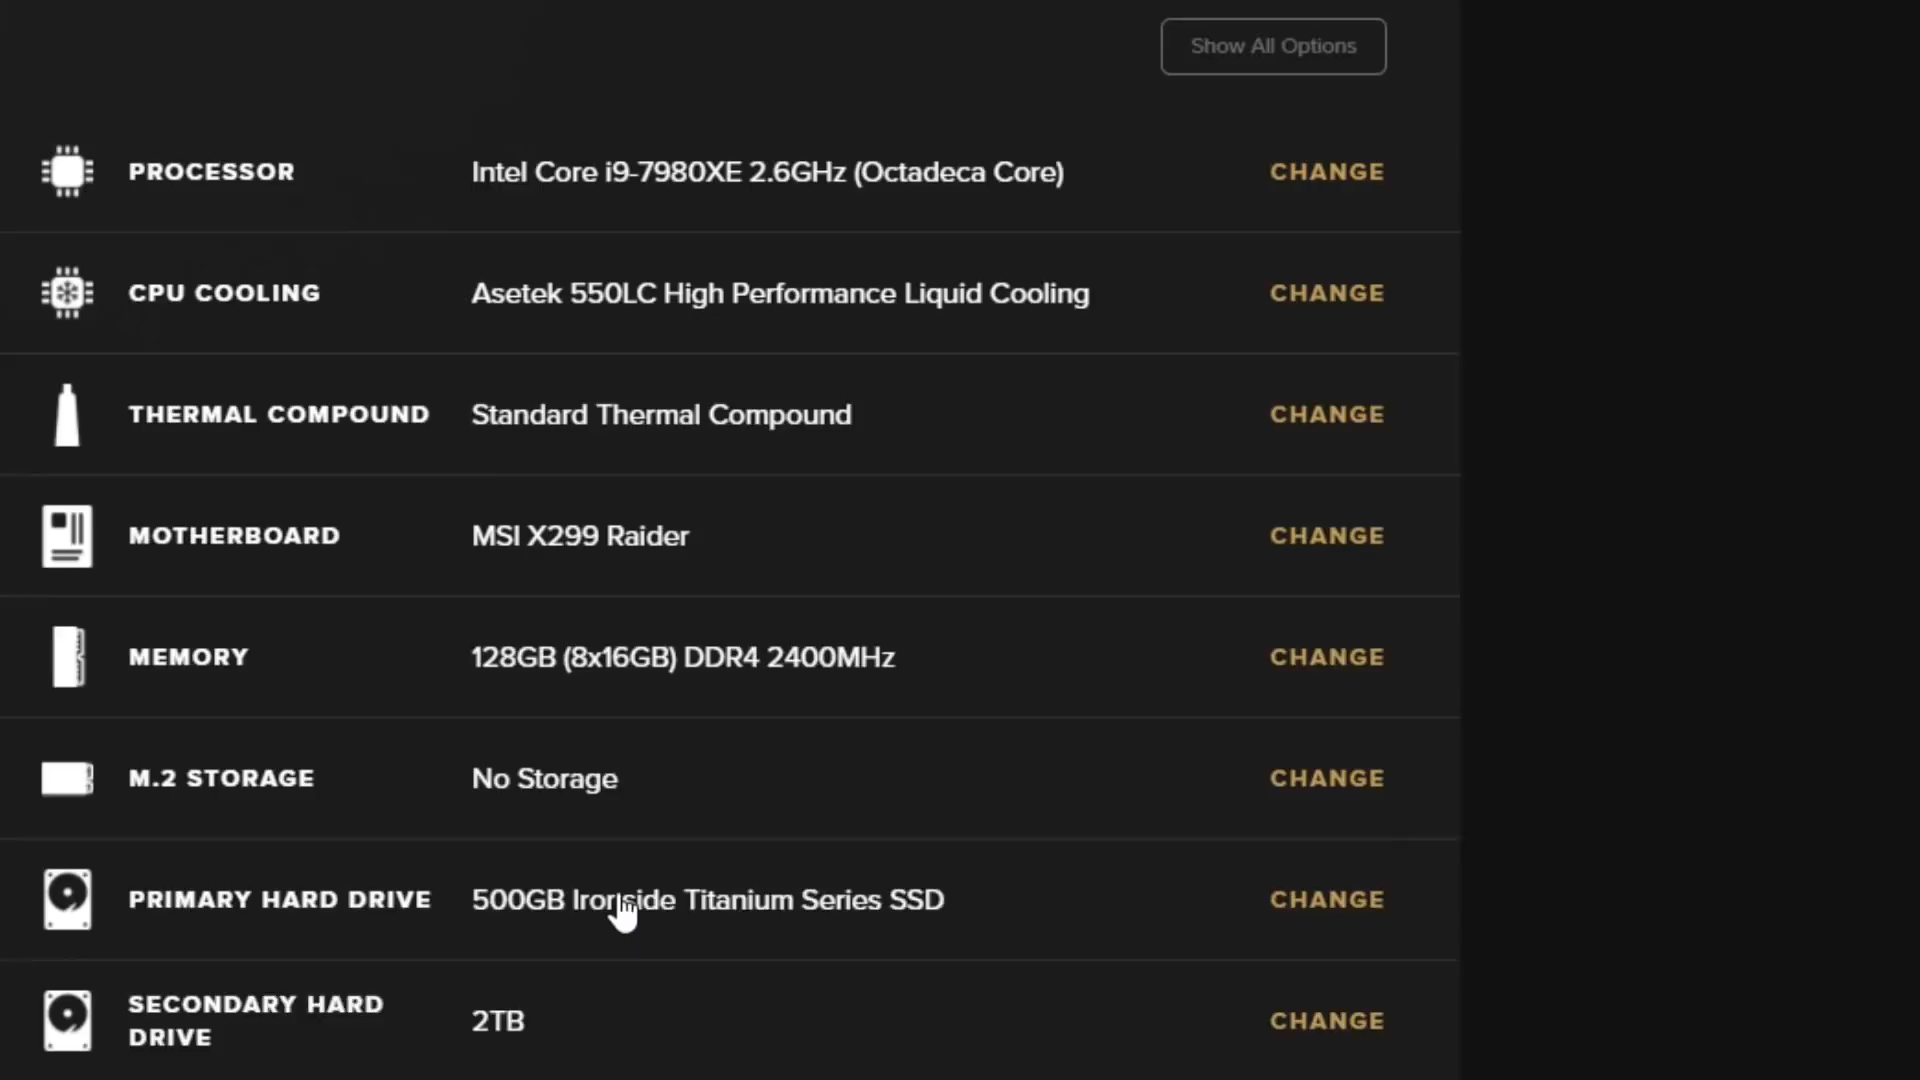 Show All Options
PROCESSOR Intel Core i9-7980XE 2.6GHz (Octadeca Core) CHANGE
CPU COOLING Asetek 550LC High Performance Liquid Cooling CHANGE
THERMAL COMPOUND Standard Thermal Compound CHANGE
MOTHERBOARD MSI X299 Raider CHANGE
MEMORY 128GB (8x16GB) DDR4 2400MHz CHANGE
M.2 STORAGE No Storage CHANGE
PRIMARY HARD DRIVE 500GB Ironside Titanium Series SSD CHANGE
SECONDARY HARD
DRIVE 2TB CHANGE